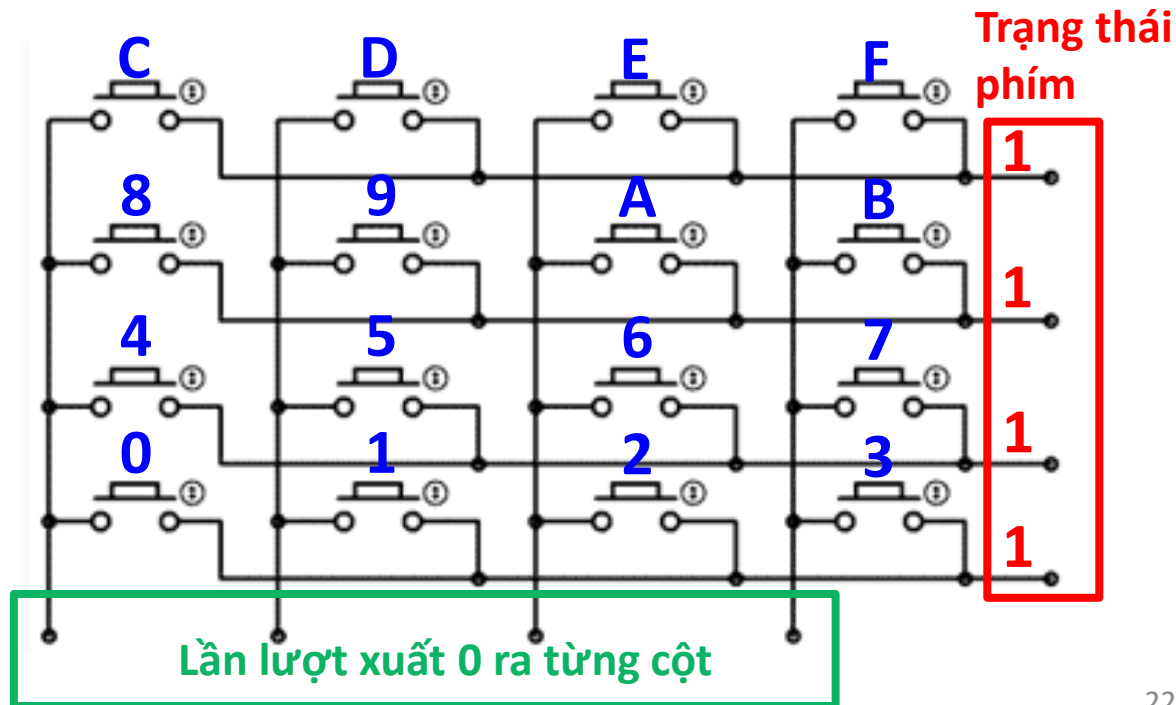 Trạng thái
phím
C D E F
1
8 9 A B
1
4 5 6 7
1
0 1 2 3
1
Lần lượt xuất 0 ra từng cột
22